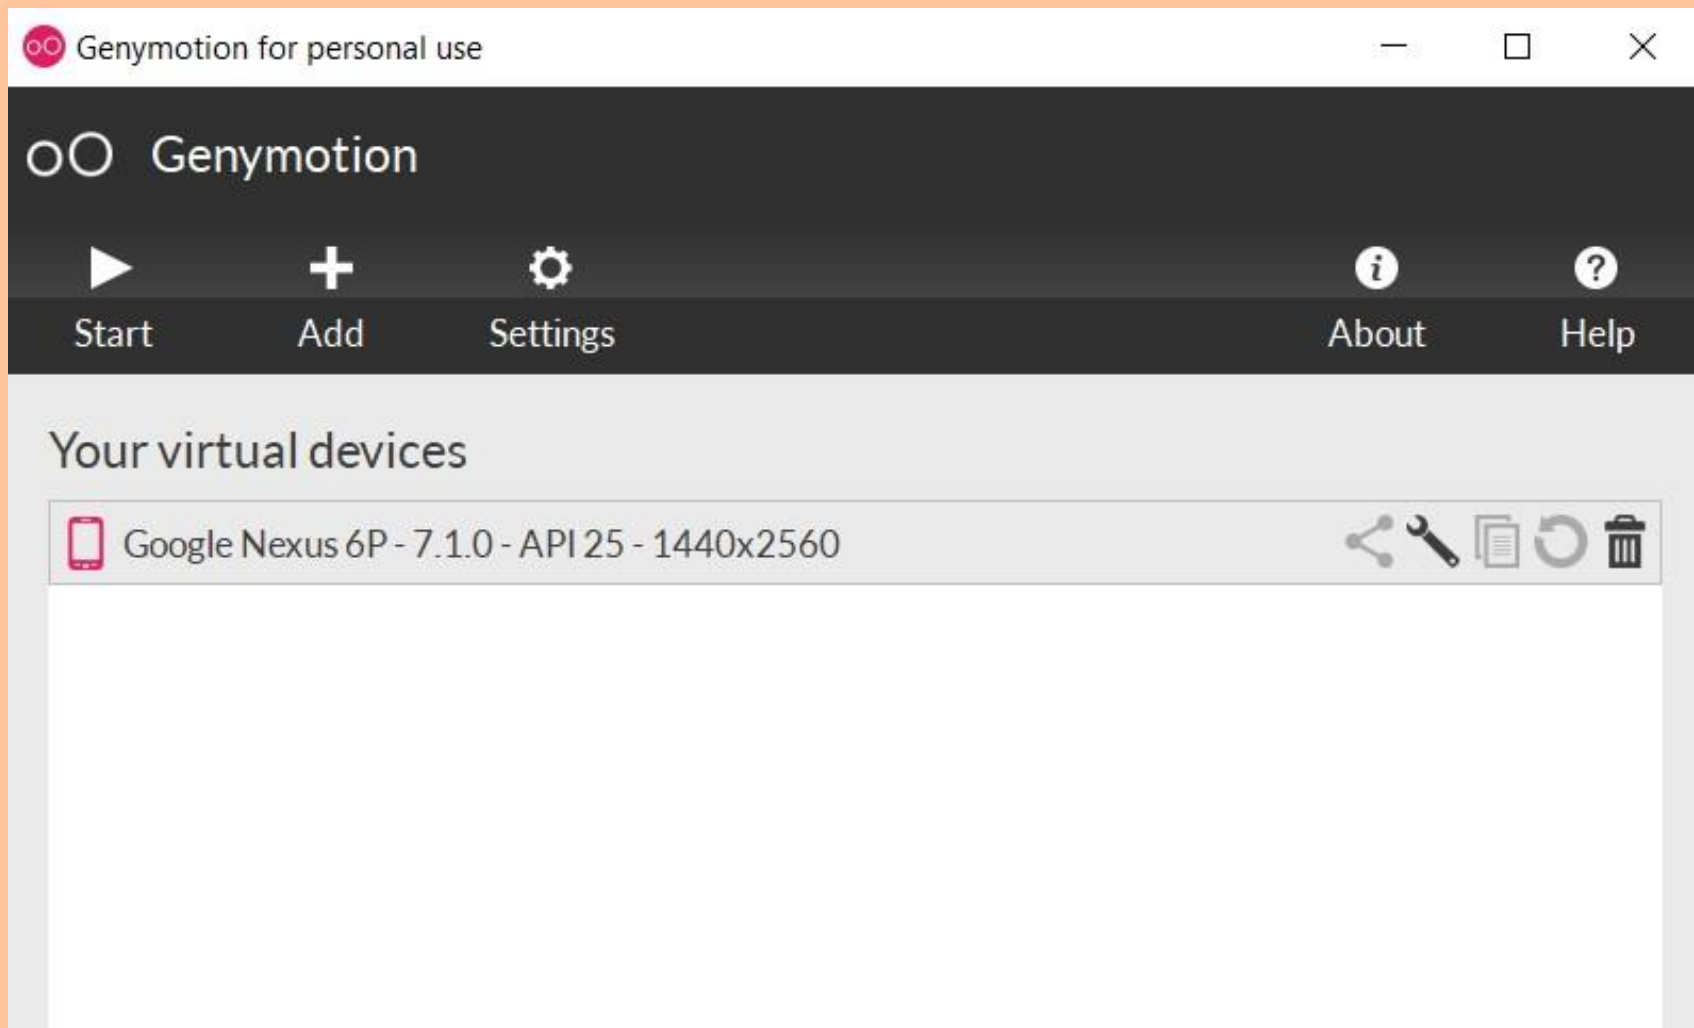 Genymotion for personal use
oO Genymotion
Start Add Settings About Help
Your virtual devices
Google Nexus 6P - 7.1.0 - API 25 - 1440x2560